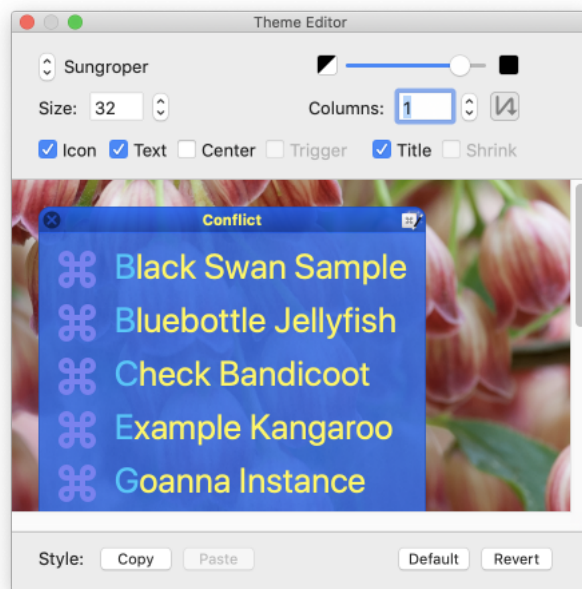 Theme Editor
Sungroper
Size: 32 Columns: 1
Icon Text Center Trigger Title Shrink
Conflict
Black Swan Sample
Bluebottle Jellyfish
Check Bandicoot
Example Kangaroo
Goanna Instance
Style: Copy Paste Default Revert